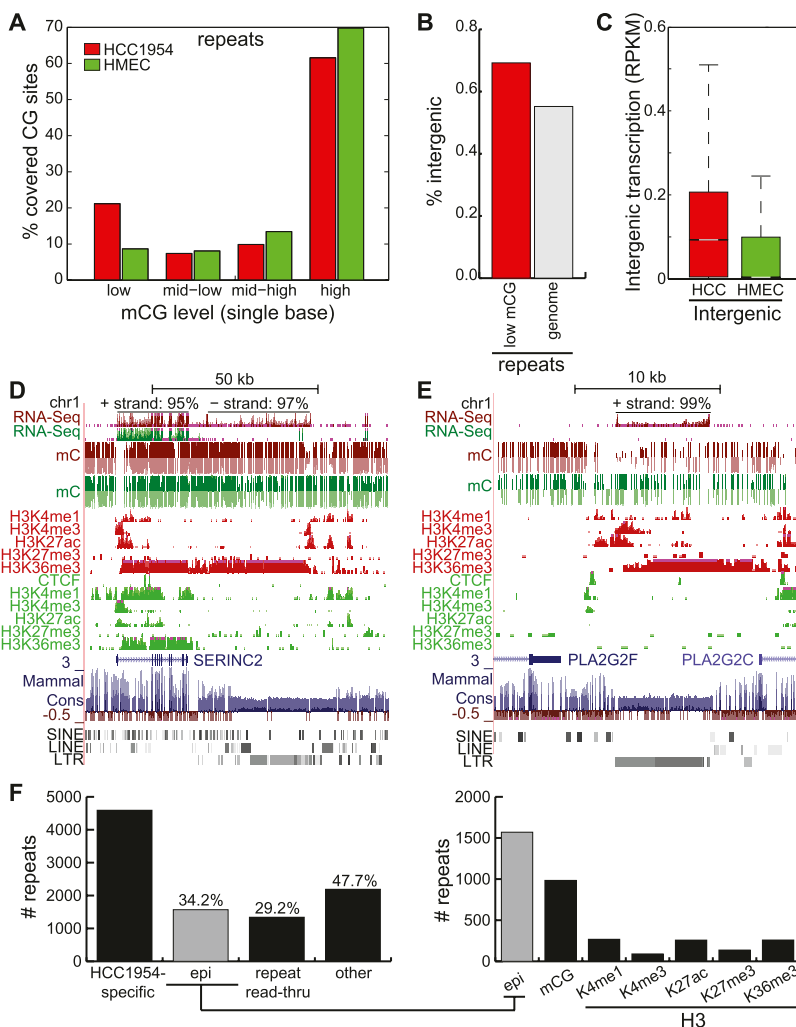 A
repeats
HCC1954
HMEC
% covered CG sites
70
60
50
40
30
20
10
0
low
mid-low
mid-high
high
mCG level (single base)
B
% intergenic
0.8
0.6
0.4
0.2
0.0
low mCG
genome
repeats
C
Intergenic transcription (RPKM)
0.6
0.4
0.2
0
HCC
HMEC
Intergenic
D
50 kb
chr1
+ strand: 95%
− strand: 97%
RNA-Seq
RNA-Seq
mC
mC
H3K4me1
H3K4me3
H3K27ac
H3K27me3
H3K36me3
CTCF
H3K4me1
H3K4me3
H3K27ac
H3K27me3
H3K36me3
SERINC2
3
Mammal
Cons
-0.5
SINE
LINE
LTR
E
10 kb
chr1
+ strand: 99%
RNA-Seq
RNA-Seq
mC
mC
H3K4me1
H3K4me3
H3K27ac
H3K27me3
H3K36me3
CTCF
H3K4me1
H3K4me3
H3K27ac
H3K27me3
H3K36me3
PLA2G2F
PLA2G2C
3
Mammal
Cons
-0.5
SINE
LINE
LTR
F
# repeats
5000
4000
3000
2000
1000
0
34.2%
29.2%
47.7%
HCC1954-
specific
epi
repeat
read-thru
other
# repeats
2000
1500
1000
500
0
epi
mCG
K4me1
K4me3
K27ac
K27me3
K36me3
H3